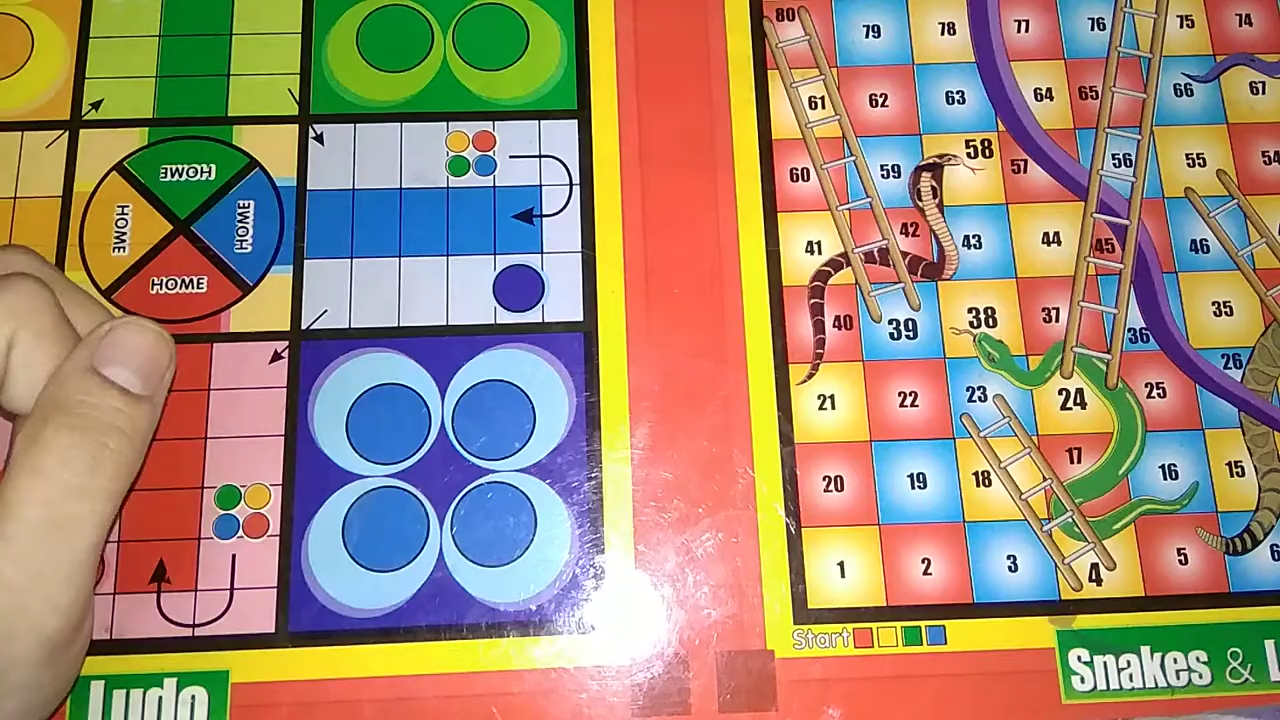 HOME
HOME
HOME
HOME
Ludo
80 79 78 77 76 75 74
61 62 63 64 65 66 67
60 59 58 57 56 55 54
41 42 43 44 45 46
40 39 38 37 36 35
21 22 23 24 25 26
20 19 18 17 16 15
1 2 3 4 5 6
Start
Snakes & L